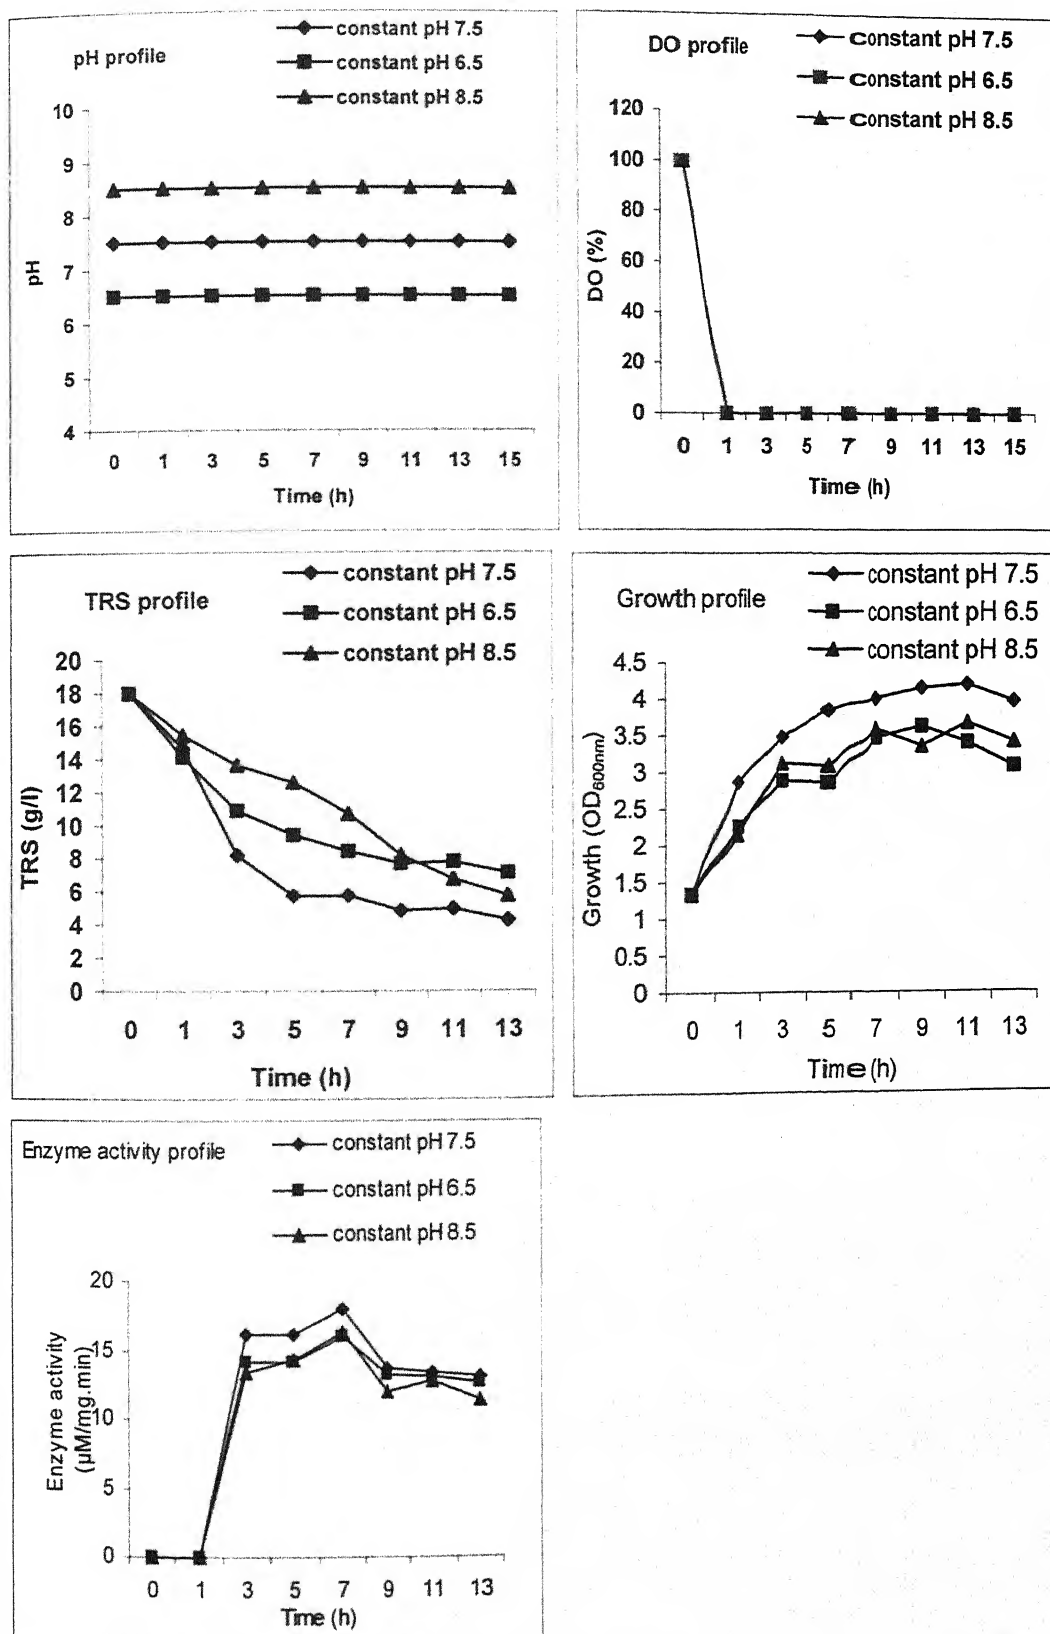 pH profile
constant pH 7.5
constant pH 6.5
constant pH 8.5
10
9
8
7
6
5
4
pH
0 1 3 5 7 9 11 13 15
Time (h)
DO profile
constant pH 7.5
constant pH 6.5
constant pH 8.5
120
100
80
60
40
20
0
DO (%)
0 1 3 5 7 9 11 13 15
Time (h)
TRS profile
constant pH 7.5
constant pH 6.5
constant pH 8.5
20
18
16
14
12
10
8
6
4
2
0
TRS (g/l)
0 1 3 5 7 9 11 13
Time (h)
Growth profile
constant pH 7.5
constant pH 6.5
constant pH 8.5
4.5
4
3.5
3
2.5
2
1.5
1
0.5
0
Growth (OD600nm)
0 1 3 5 7 9 11 13
Time (h)
Enzyme activity profile
constant pH 7.5
constant pH 6.5
constant pH 8.5
20
15
10
5
0
Enzyme activity
(µM/mg.min)
0 1 3 5 7 9 11 13
Time (h)